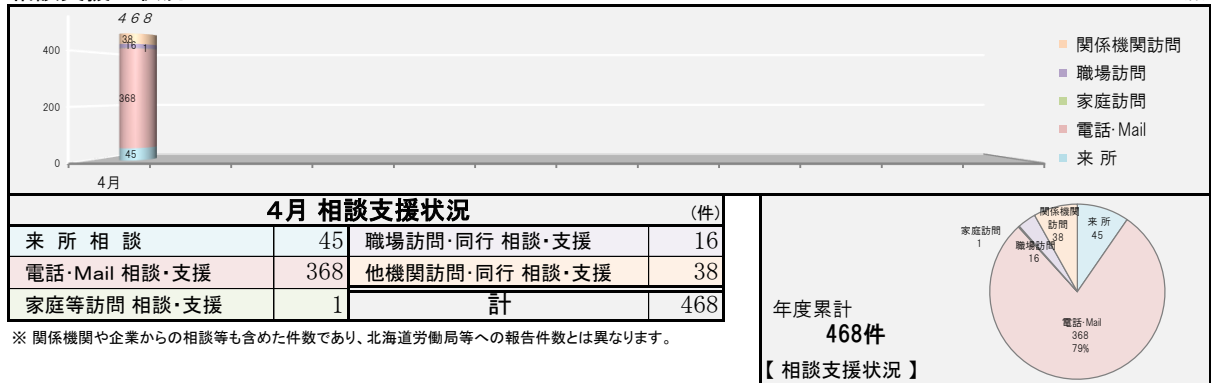 468
400
200
0
38
16
1
368
45
4月
関係機関訪問
職場訪問
家庭訪問
電話･Mail
来 所
4月 相談支援状況 (件)
来 所 相 談 45 職場訪問･同行 相談・支援 16
電話･Mail 相談・支援 368 他機関訪問･同行 相談・支援 38
家庭等訪問 相談・支援 1 計 468
※ 関係機関や企業からの相談等も含めた件数であり、北海道労働局等への報告件数とは異なります。
年度累計
468件
【 相談支援状況 】
家庭訪問
1
職場訪問
16
関係機関
訪問
38
来 所
45
電話･Mail
368
79%